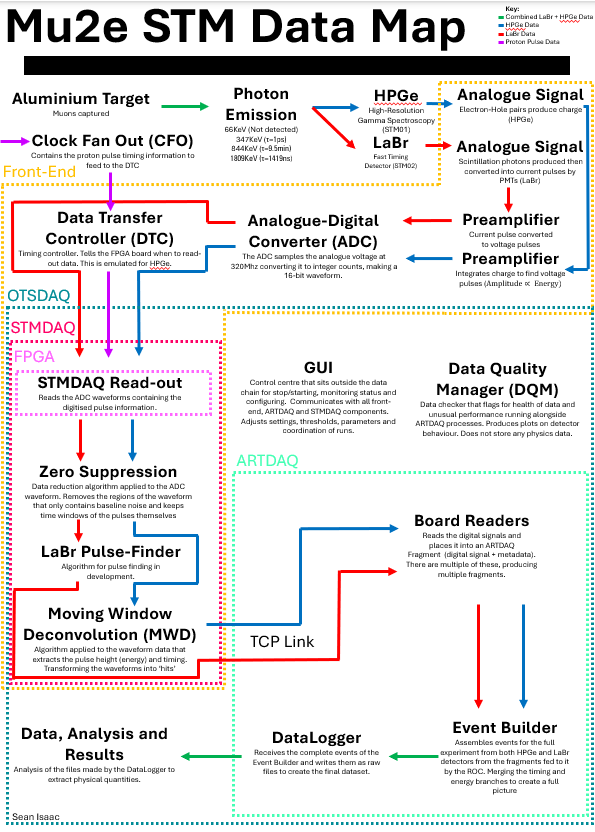 Mu2e STM Data Map
Key:
Combined LaBr + HPGe Data
HPGe Data
LaBr Data
Proton Pulse Data
Aluminium Target
Muons captured
Photon
Emission
66KeV (Not detected)
347KeV (τ=1ps)
844KeV (τ=9.5min)
1809KeV (τ=1419ns)
HPGe
High-Resolution
Gamma Spectroscopy
(STM01)
LaBr
Fast Timing
Detector (STM02)
Analogue Signal
Electron-Hole pairs produce charge
(HPGe)
Analogue Signal
Scintillation photons produced then
converted into current pulses by
PMTs (LaBr)
Clock Fan Out (CFO)
Contains the proton pulse timing information to
feed to the DTC
Front-End
Data Transfer
Controller (DTC)
Timing controller. Tells the FPGA board when to read-
out data. This is emulated for HPGe.
Analogue-Digital
Converter (ADC)
The ADC samples the analogue voltage at
320Mhz converting it to integer counts, making a
16-bit waveform.
Preamplifier
Current pulse converted
to voltage pulses
Preamplifier
Integrates charge to find voltage
pulses (Amplitude ∝ Energy)
OTSDAQ
STMDAQ
FPGA
STMDAQ Read-out
Reads the ADC waveforms containing the
digitised pulse information.
GUI
Control centre that sits outside the data
chain for stop/starting, monitoring status and
configuring. Communicates with all front-
end, ARTDAQ and STMDAQ components.
Adjusts settings, thresholds, parameters and
coordination of runs.
Data Quality
Manager (DQM)
Data checker that flags for health of data and
unusual performance running alongside
ARTDAQ processes. Produces plots on detector
behaviour. Does not store any physics data.
Zero Suppression
Data reduction algorithm applied to the ADC
waveform. Removes the regions of the waveform
that only contains baseline noise and keeps
time windows of the pulses themselves
ARTDAQ
LaBr Pulse-Finder
Algorithm for pulse finding in
development.
Board Readers
Reads the digital signals and
places it into an ARTDAQ
Fragment (digital signal + metadata).
There are multiple of these, producing
multiple fragments.
Moving Window
Deconvolution (MWD)
Algorithm applied to the waveform data that
extracts the pulse height (energy) and timing.
Transforming the waveforms into 'hits'
TCP Link
Data, Analysis and
Results
Analysis of the files made by the DataLogger to
extract physical quantities.
DataLogger
Receives the complete events of the
Event Builder and writes them as raw
files to create the final dataset.
Event Builder
Assembles events for the full
experiment from both HPGe and LaBr
detectors from the fragments fed to it
by the ROC. Merging the timing and
energy branches to create a full
picture
Sean Isaac